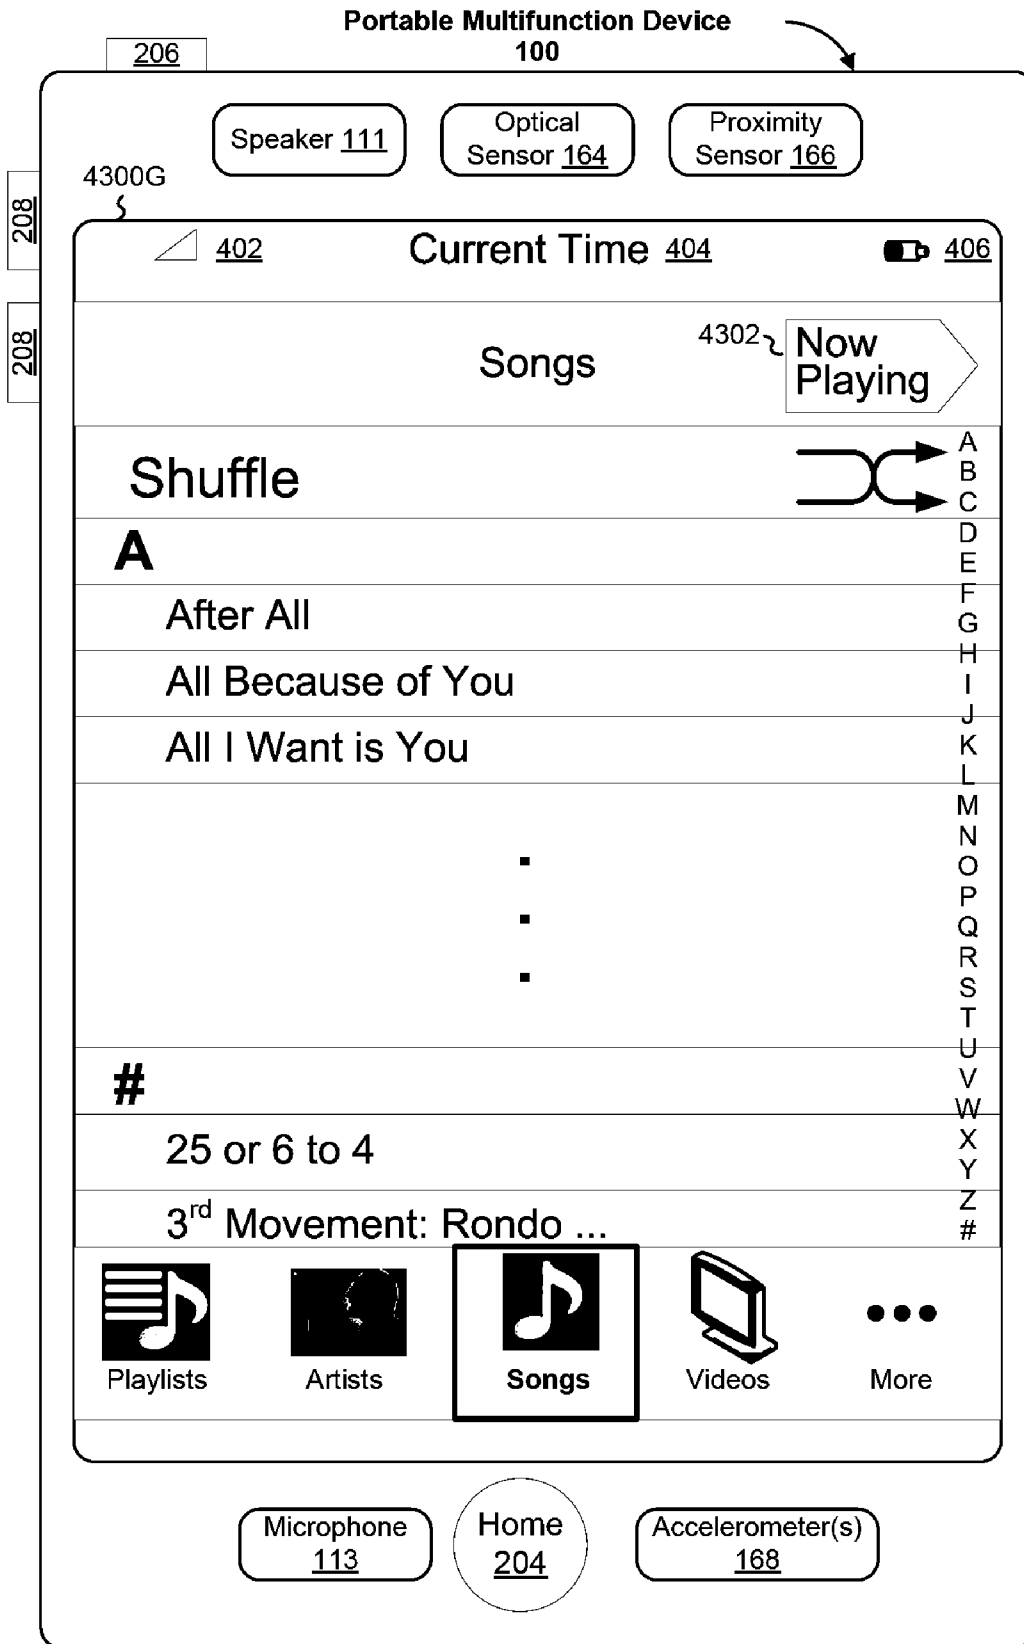 Portable Multifunction Device
100
206
Speaker 111
Optical
Sensor 164
Proximity
Sensor 166
4300G
208
208
402
Current Time 404
406
Songs
4302
Now
Playing
Shuffle
A
After All
All Because of You
All I Want is You
#
25 or 6 to 4
3rd Movement: Rondo ...
A
B
C
D
E
F
G
H
I
J
K
L
M
N
O
P
Q
R
S
T
U
V
W
X
Y
Z
#
Playlists
Artists
Songs
Videos
More
Microphone
113
Home
204
Accelerometer(s)
168